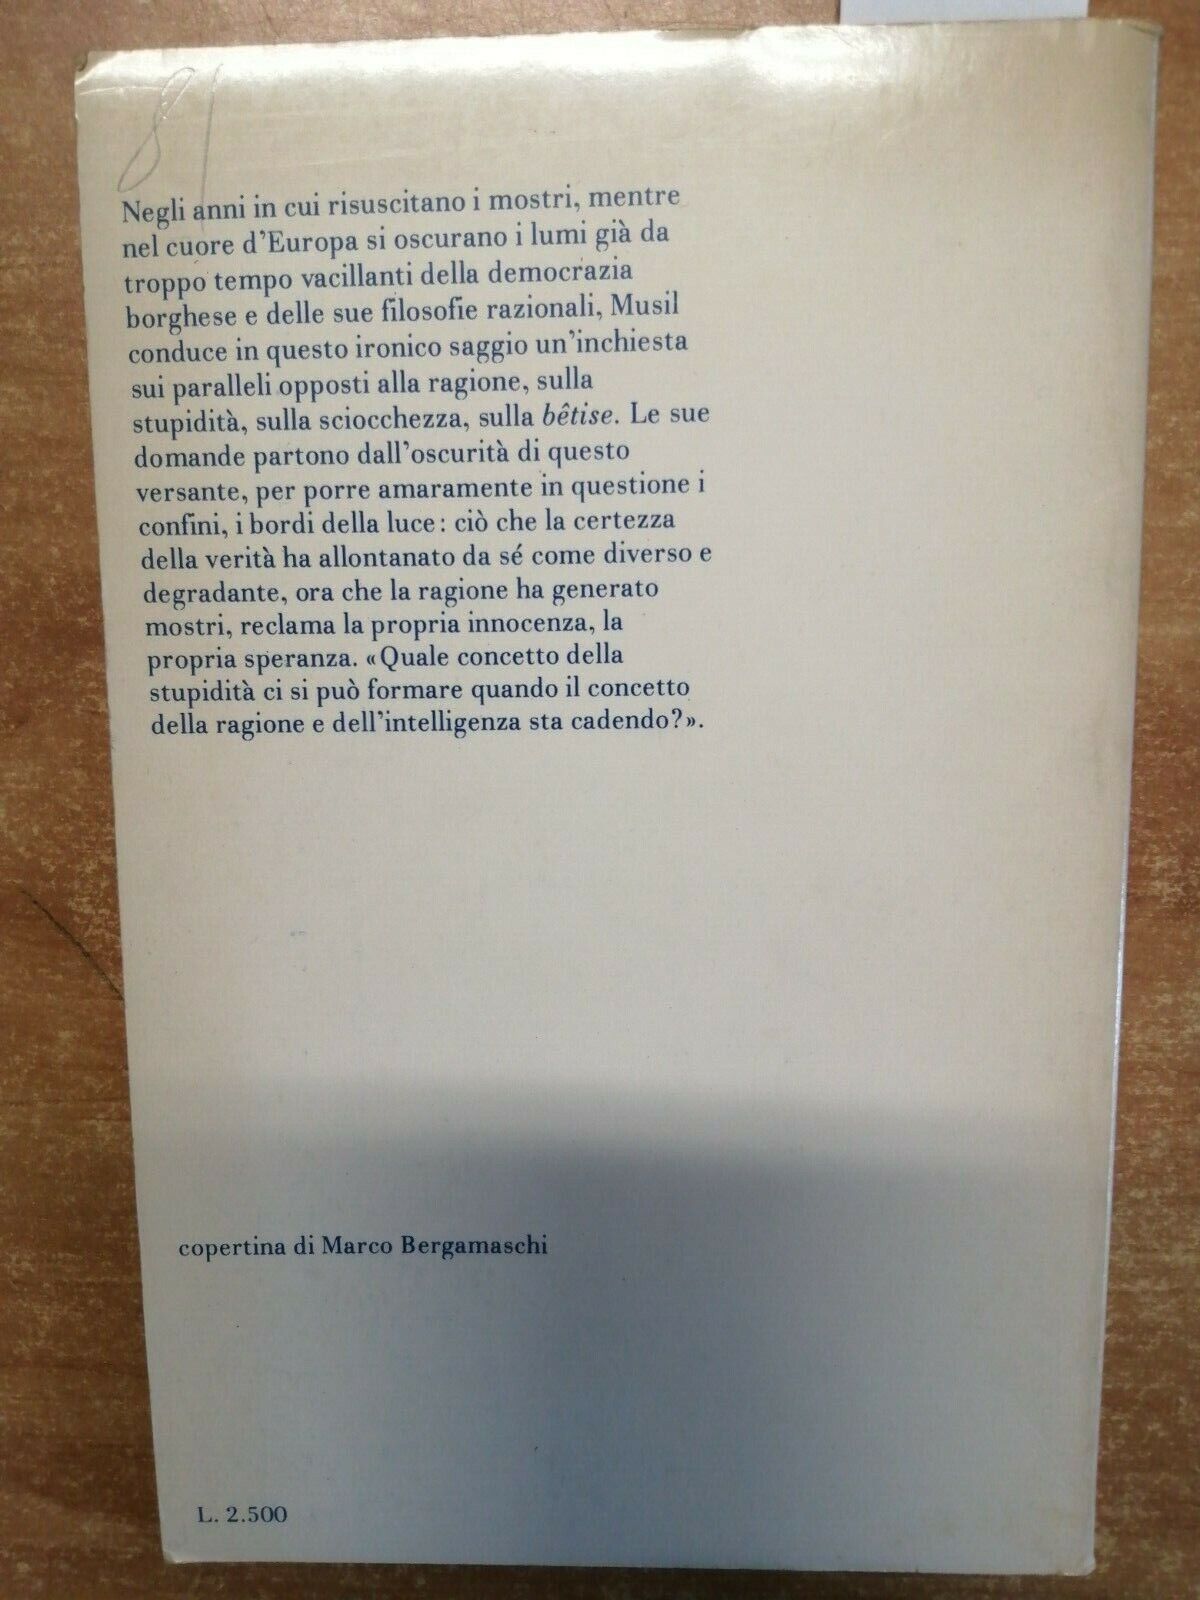 81
Negli anni in cui risuscitano i mostri, mentre
nel cuore d'Europa si oscurano i lumi già da
troppo tempo vacillanti della democrazia
borghese e delle sue filosofie razionali, Musil
conduce in questo ironico saggio un'inchiesta
sui paralleli opposti alla ragione, sulla
stupidità, sulla sciocchezza, sulla bêtise. Le sue
domande partono dall'oscurità di questo
versante, per porre amaramente in questione i
confini, i bordi della luce: ciò che la certezza
della verità ha allontanato da sé come diverso e
degradante, ora che la ragione ha generato
mostri, reclama la propria innocenza, la
propria speranza. «Quale concetto della
stupidità ci si può formare quando il concetto
della ragione e dell'intelligenza sta cadendo?».
copertina di Marco Bergamaschi
L. 2.500